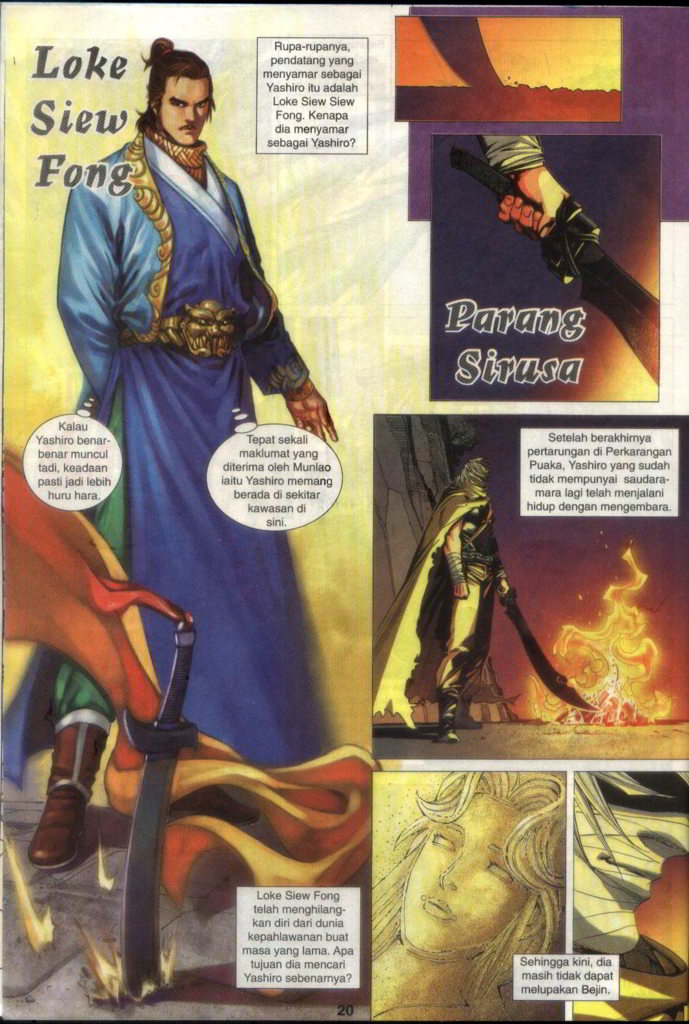 Loke
Siew
Fong
Rupa-rupanya,
pendatang yang
menyamar sebagai
Yashiro itu adalah
Loke Siew Siew
Fong. Kenapa
dia menyamar
sebagai Yashiro?
Parang
Sirusa
Kalau
Yashiro benar-
benar muncul
tadi, keadaan
pasti jadi lebih
huru hara.
Tepat sekali
maklumat yang
diterima oleh Munlao
iaitu Yashiro memang
berada di sekitar
kawasan di
sini.
Setelah berakhirnya
pertarungan di Perkarangan
Puaka, Yashiro yang sudah
tidak mempunyai saudara-
mara lagi telah menjalani
hidup dengan mengembara.
Loke Siew Fong
telah menghilang-
kan diri dari dunia
kepahlawanan buat
masa yang lama. Apa
tujuan dia mencari
Yashiro sebenarnya?
Sehingga kini, dia
masih tidak dapat
melupakan Bejin.
20